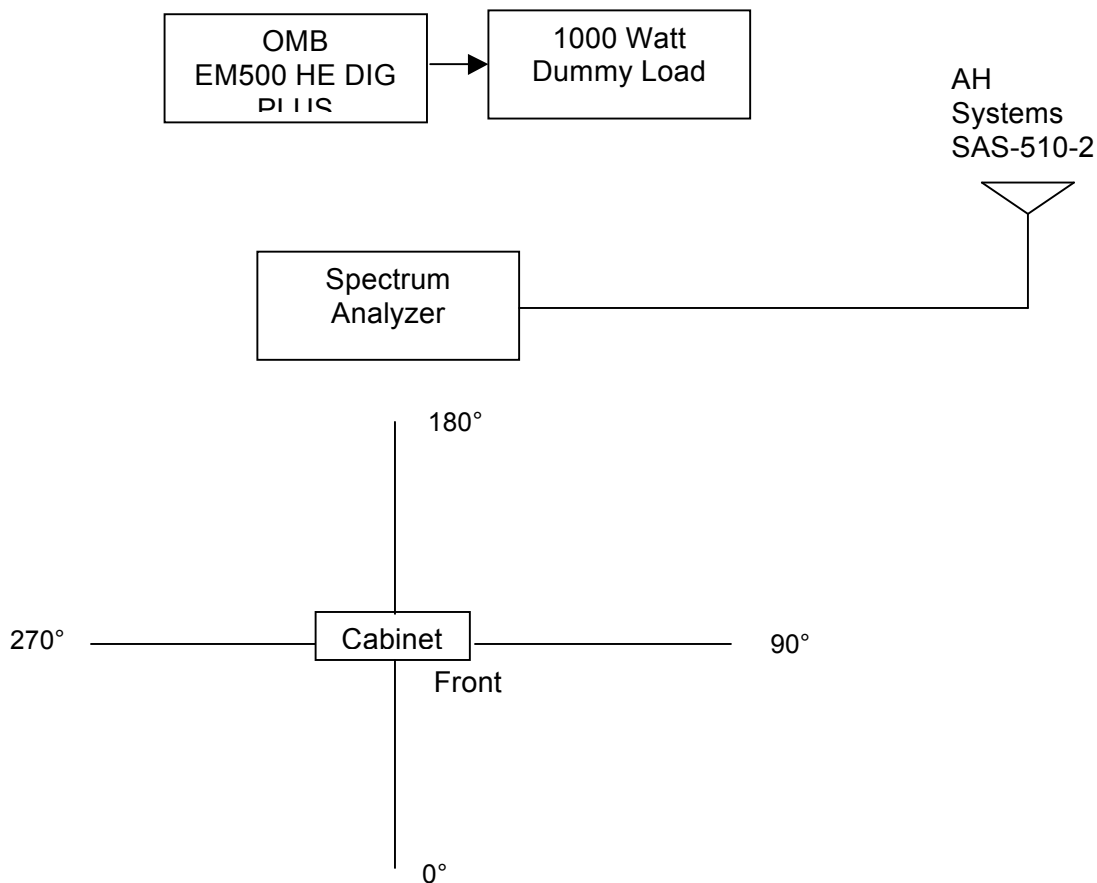 OMB
EM500 HE DIG
PLUS
1000 Watt
Dummy Load
AH
Systems
SAS-510-2
Spectrum
Analyzer
180°
270°
Cabinet
90°
Front
0°